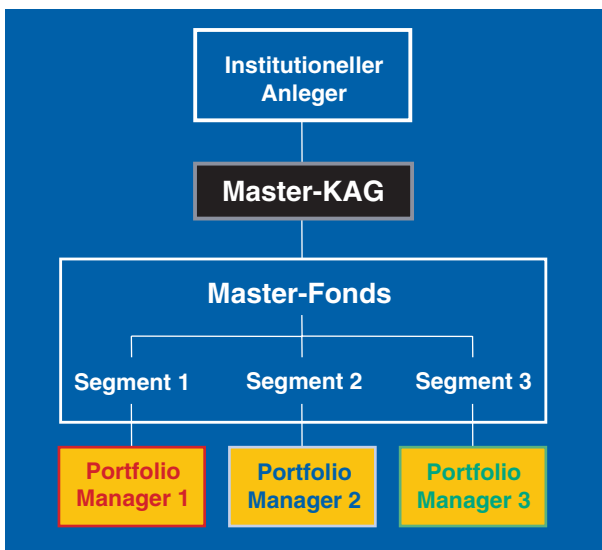 Institutioneller
Anleger
Master-KAG
Master-Fonds
Segment 1 Segment 2 Segment 3
Portfolio
Manager 1
Portfolio
Manager 2
Portfolio
Manager 3